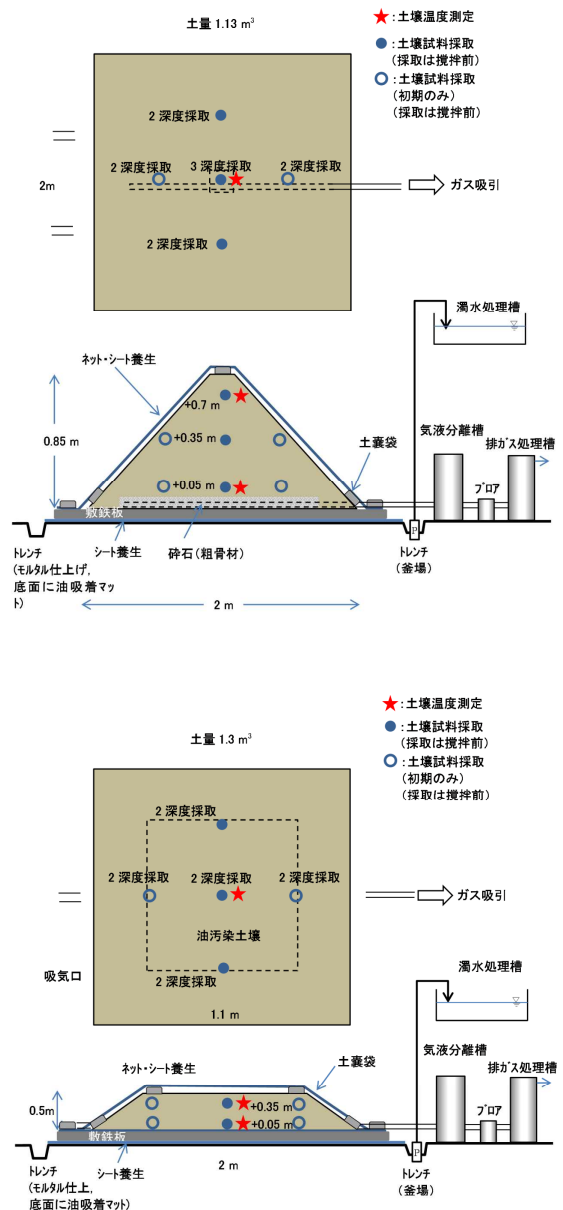 土量 1.13 m³
★:土壌温度測定
●:土壌試料採取
(採取は攪拌前)
○:土壌試料採取
(初期のみ)
(採取は攪拌前)
2 深度採取
2 深度採取
3 深度採取
2 深度採取
2m
ガス吸引
2 深度採取
濁水処理槽
ネット・シート養生
+0.7 m
0.85 m
+0.35 m
土嚢袋
気液分離槽
排ガス処理槽
+0.05 m
ブロア
敷鉄板
P
トレンチ
(モルタル仕上げ,
底面に油吸着マッ
ト)
シート養生
砕石(粗骨材)
トレンチ
(釜場)
2 m
★:土壌温度測定
●:土壌試料採取
(採取は攪拌前)
○:土壌試料採取
(初期のみ)
(採取は攪拌前)
土量 1.3 m³
2 深度採取
2 深度採取
2 深度採取
2 深度採取
ガス吸引
油汚染土壌
吸気口
2 深度採取
1.1 m
濁水処理槽
ネット・シート養生
土嚢袋
気液分離槽
排ガス処理槽
0.5m
+0.35 m
+0.05 m
ブロア
敷鉄板
P
トレンチ
(モルタル仕上,
底面に油吸着マット)
シート養生
2 m
トレンチ
(釜場)